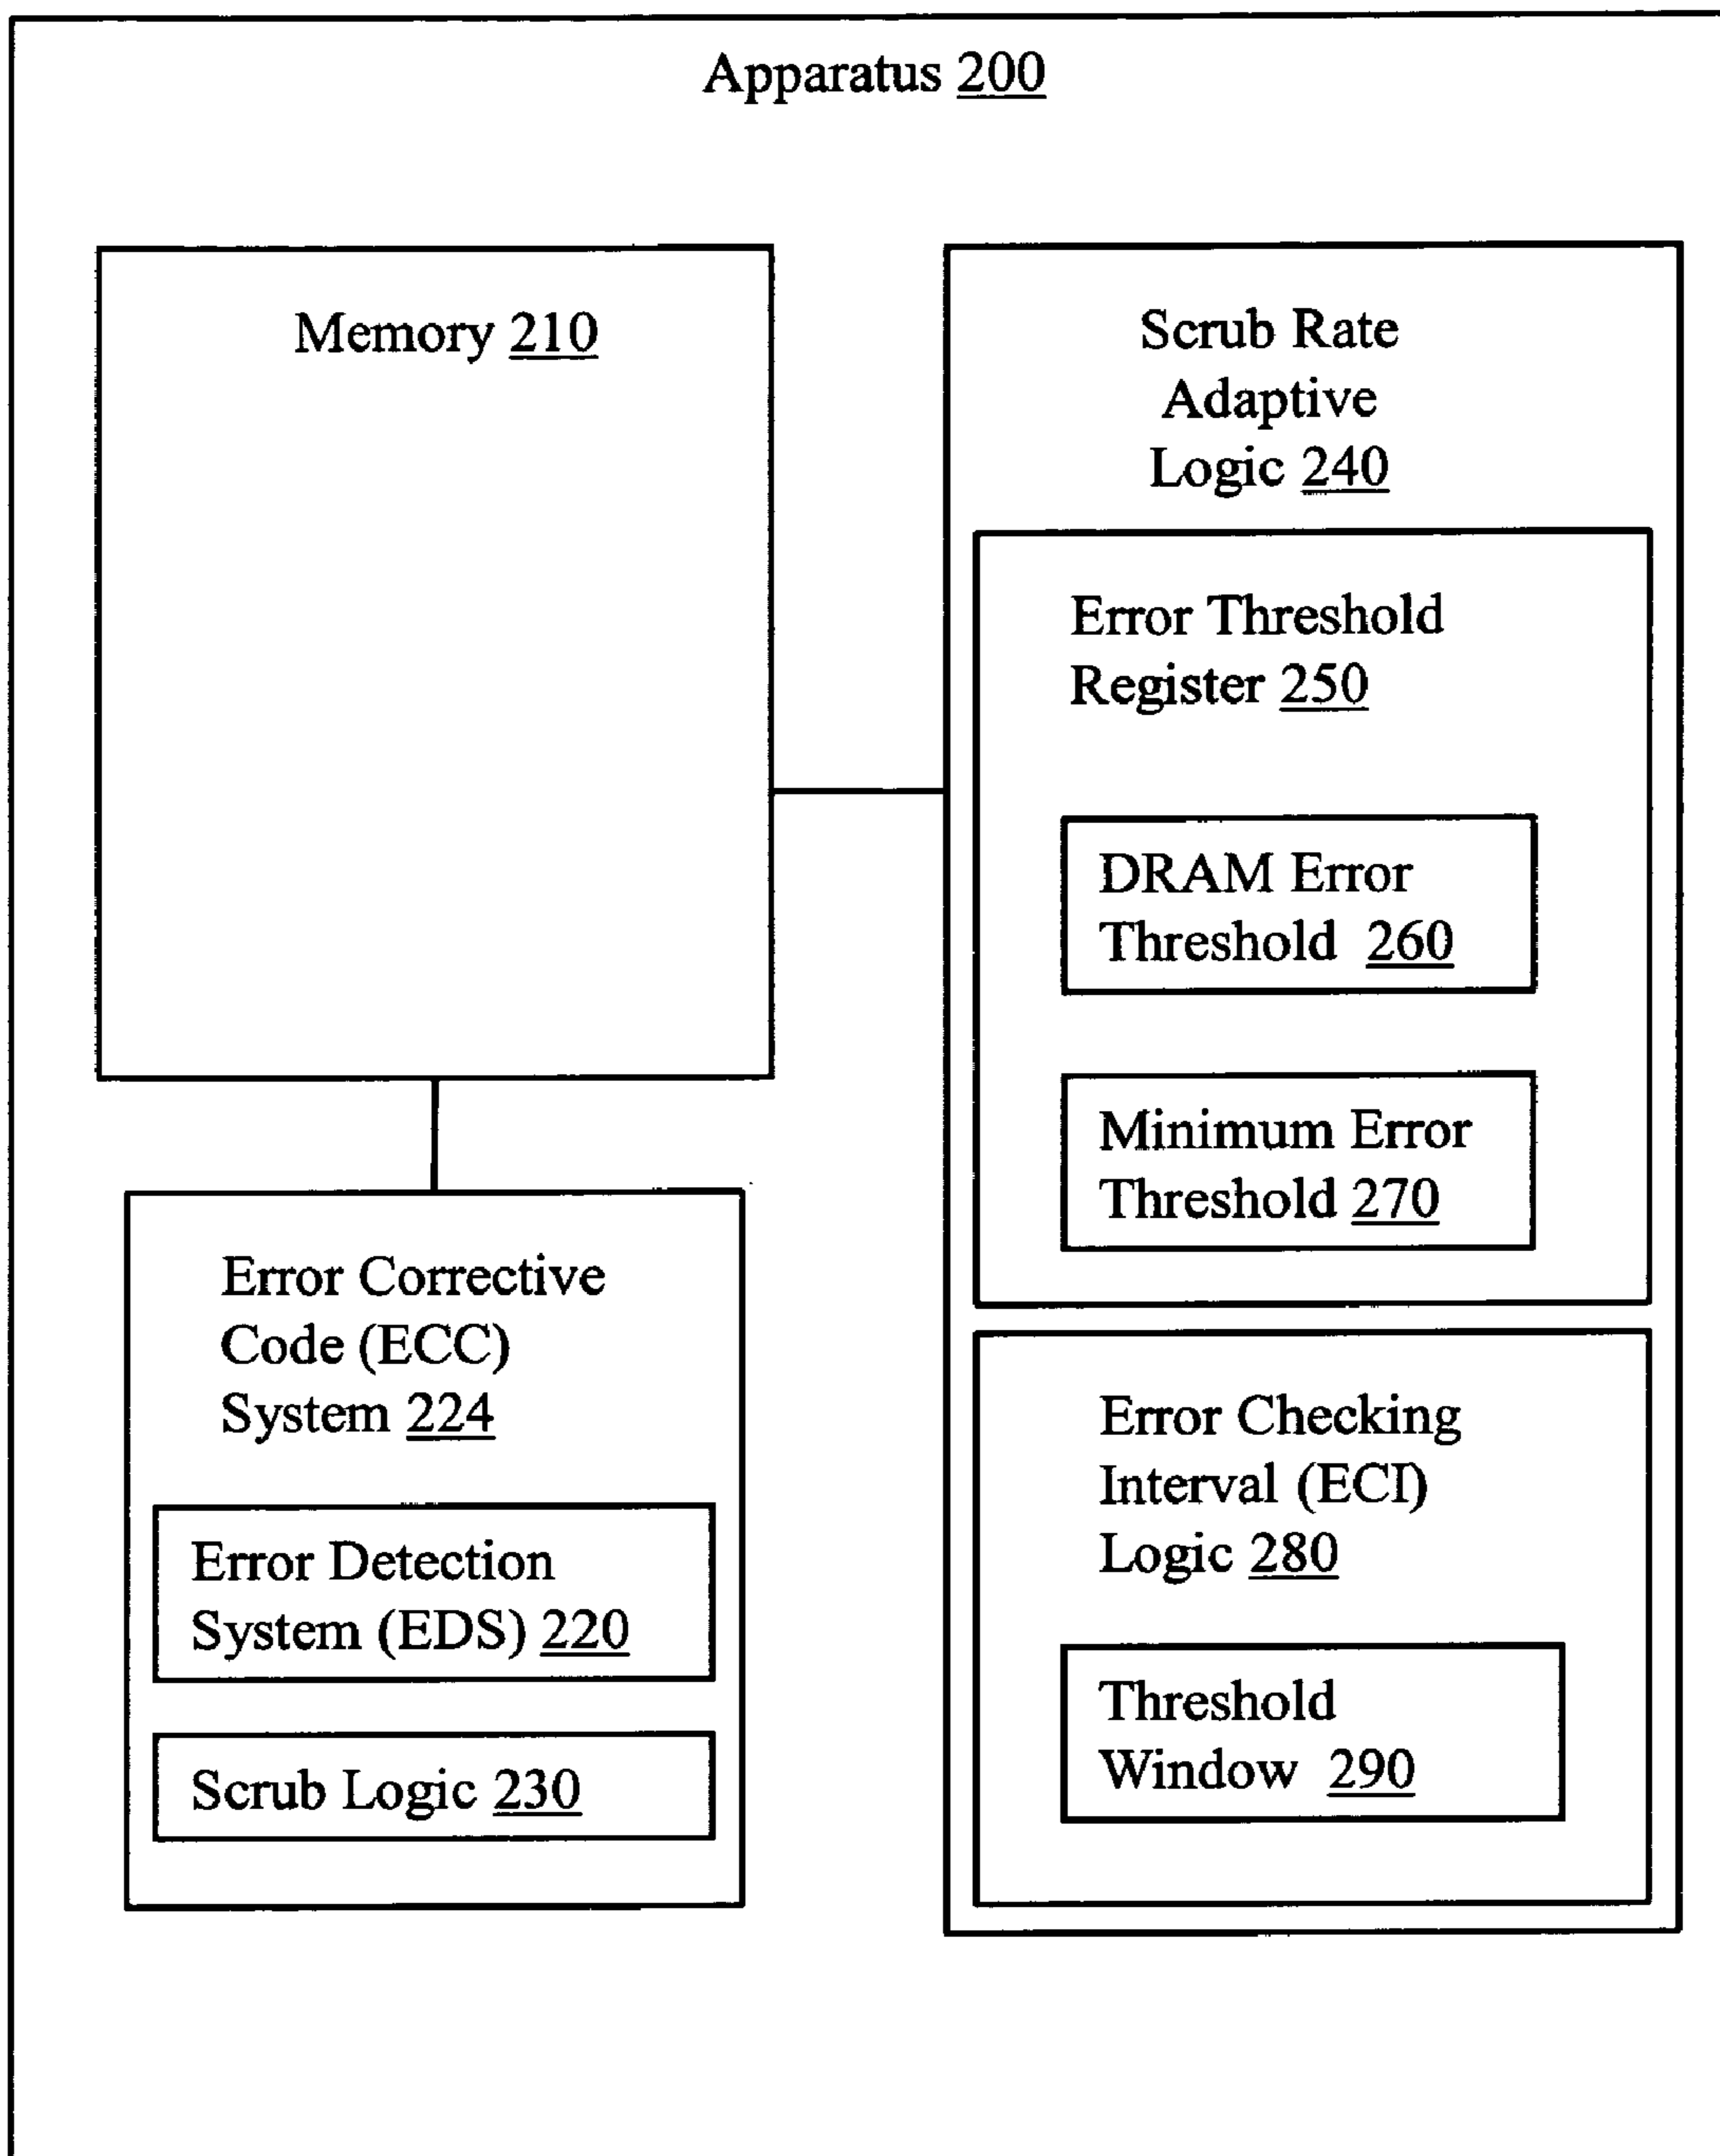 Apparatus 200
Memory 210
Scrub Rate
Adaptive
Logic 240
Error Threshold
Register 250
DRAM Error
Threshold 260
Minimum Error
Threshold 270
Error Corrective
Code (ECC)
System 224
Error Detection
System (EDS) 220
Scrub Logic 230
Error Checking
Interval (ECI)
Logic 280
Threshold
Window 290